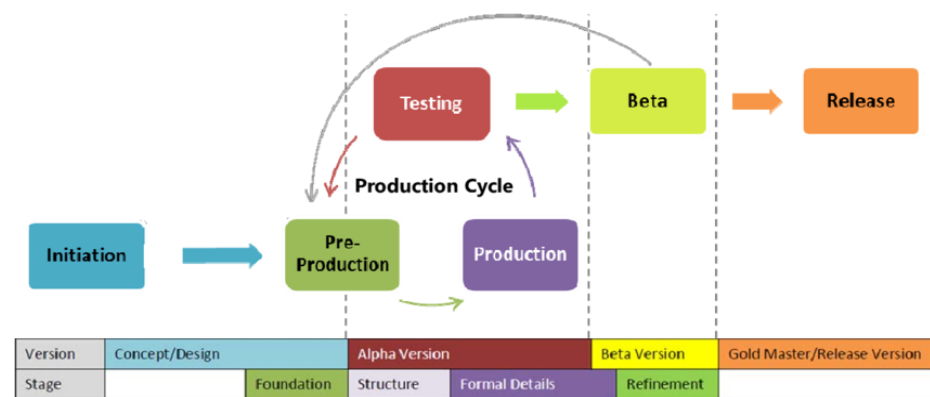 Testing
Beta
Release
Production Cycle
Initiation
Pre-
Production
Production
Version Concept/Design Alpha Version Beta Version Gold Master/Release Version
Stage Foundation Structure Formal Details Refinement